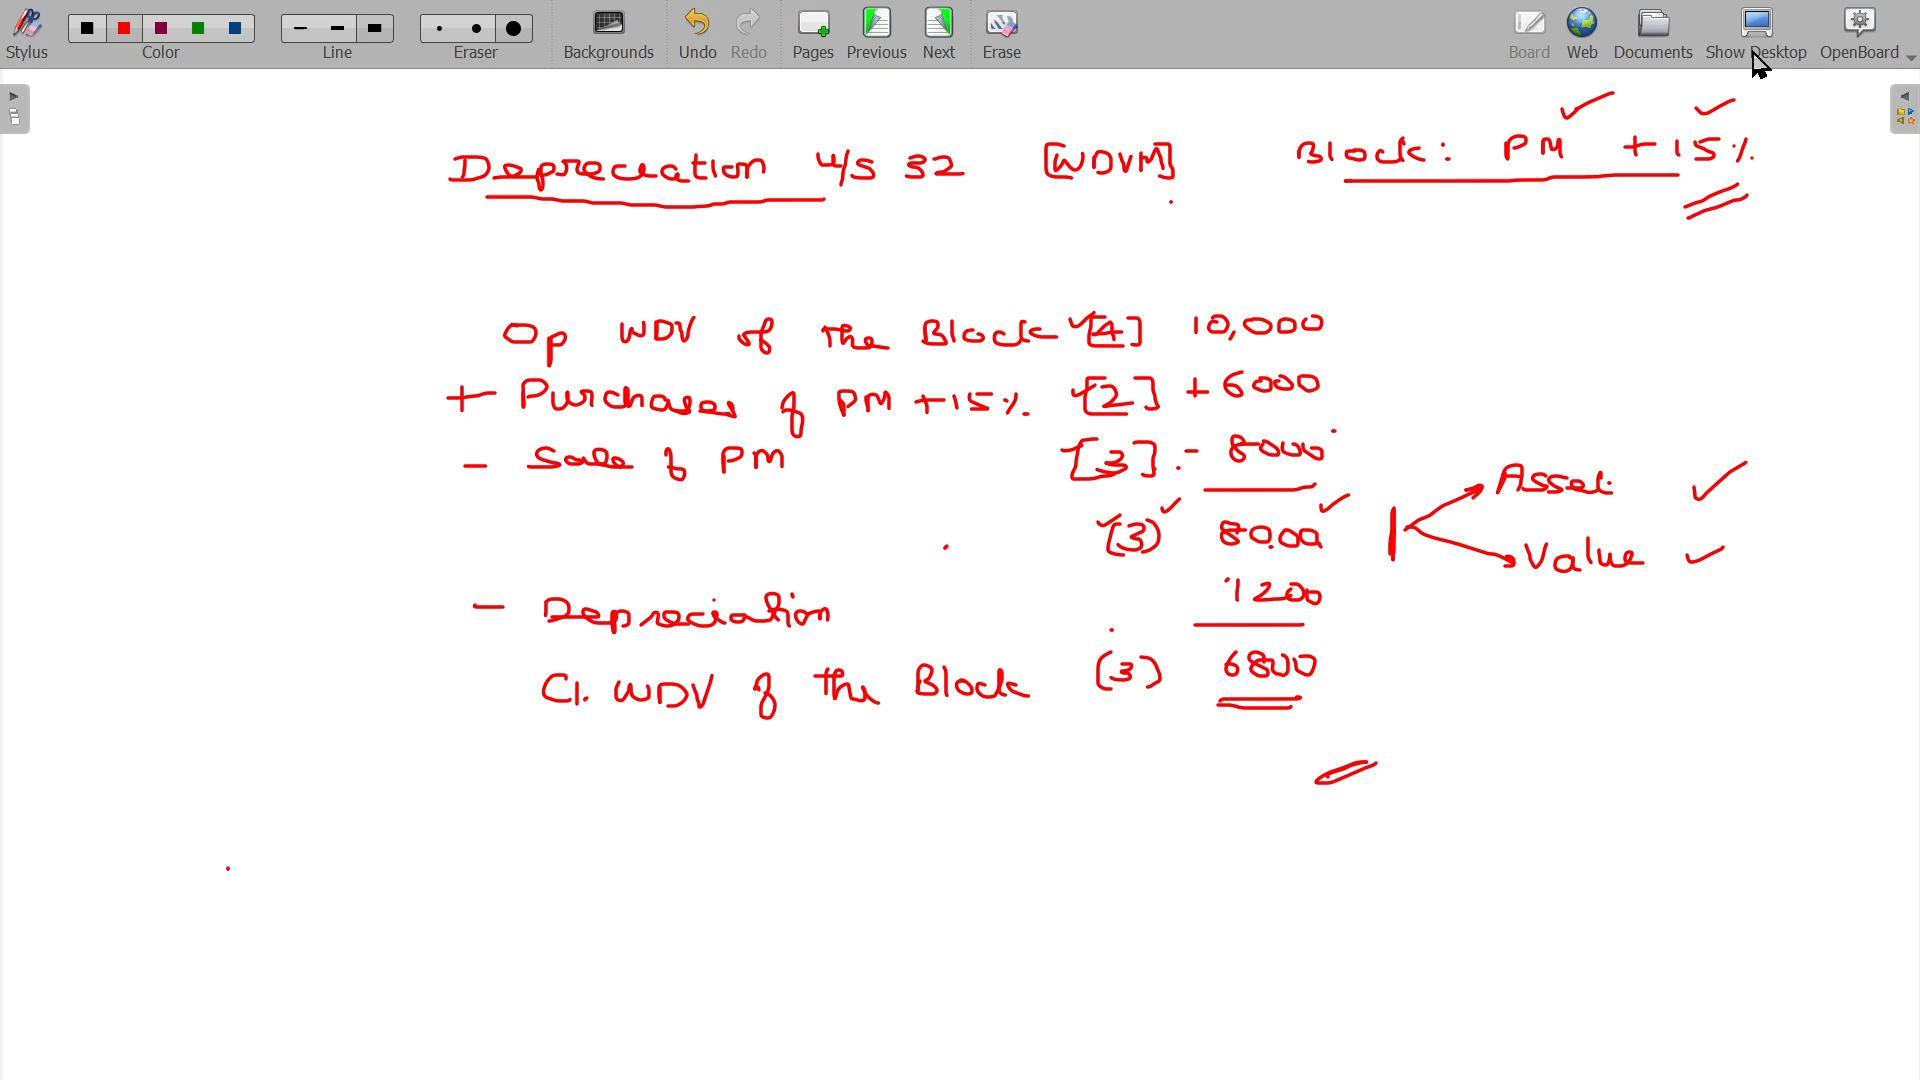 Stylus Color Line Eraser Backgrounds Undo Redo Pages Previous Next Erase Board Web Documents Show Desktop OpenBoard
Depreciation u/s 32 [WDVM] Block: PM + 15%
Op WDV of the Block [4] 10,000
+ Purchases of PM + 15% [2] + 6000
- Sale of PM [3] - 8000
(3) 8000
Asset
Value
- Depreciation 1200
Cl. WDV of the Block (3) 6800